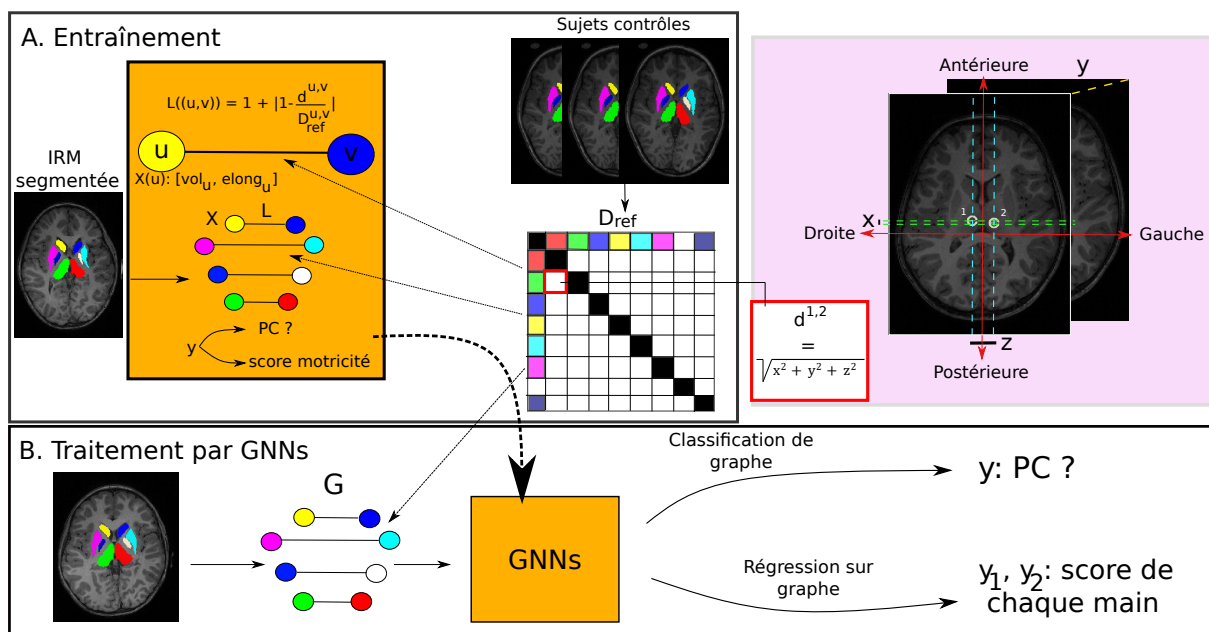 A. Entraînement
Sujets contrôles
L((u,v)) = 1 + |1- d^{u,v} / D_{ref}^{u,v} |
u
v
X(u): [vol_u, elong_u]
IRM
segmentée
X
L
y
PC ?
score motricité
D_{ref}
d^{1,2}
=
√x² + y² + z²
Antérieure
y
1
2
x
Droite
Gauche
z
Postérieure
B. Traitement par GNNs
G
GNNs
Classification de
graphe
y: PC ?
Régression sur
graphe
y_1, y_2: score de
chaque main